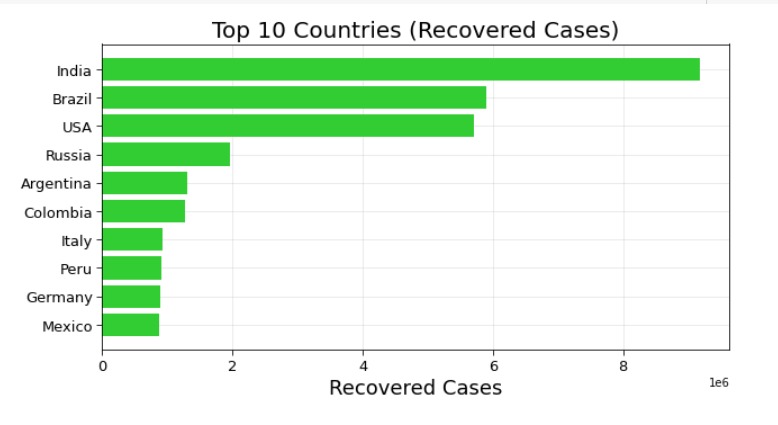 Top 10 Countries (Recovered Cases)
India
Brazil
USA
Russia
Argentina
Colombia
Italy
Peru
Germany
Mexico
0 2 4 6 8
1e6
Recovered Cases